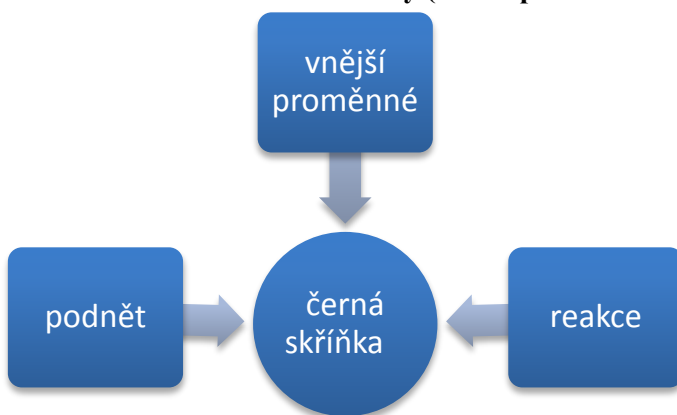 vnější
proměnné
podnět
černá
skříňka
reakce